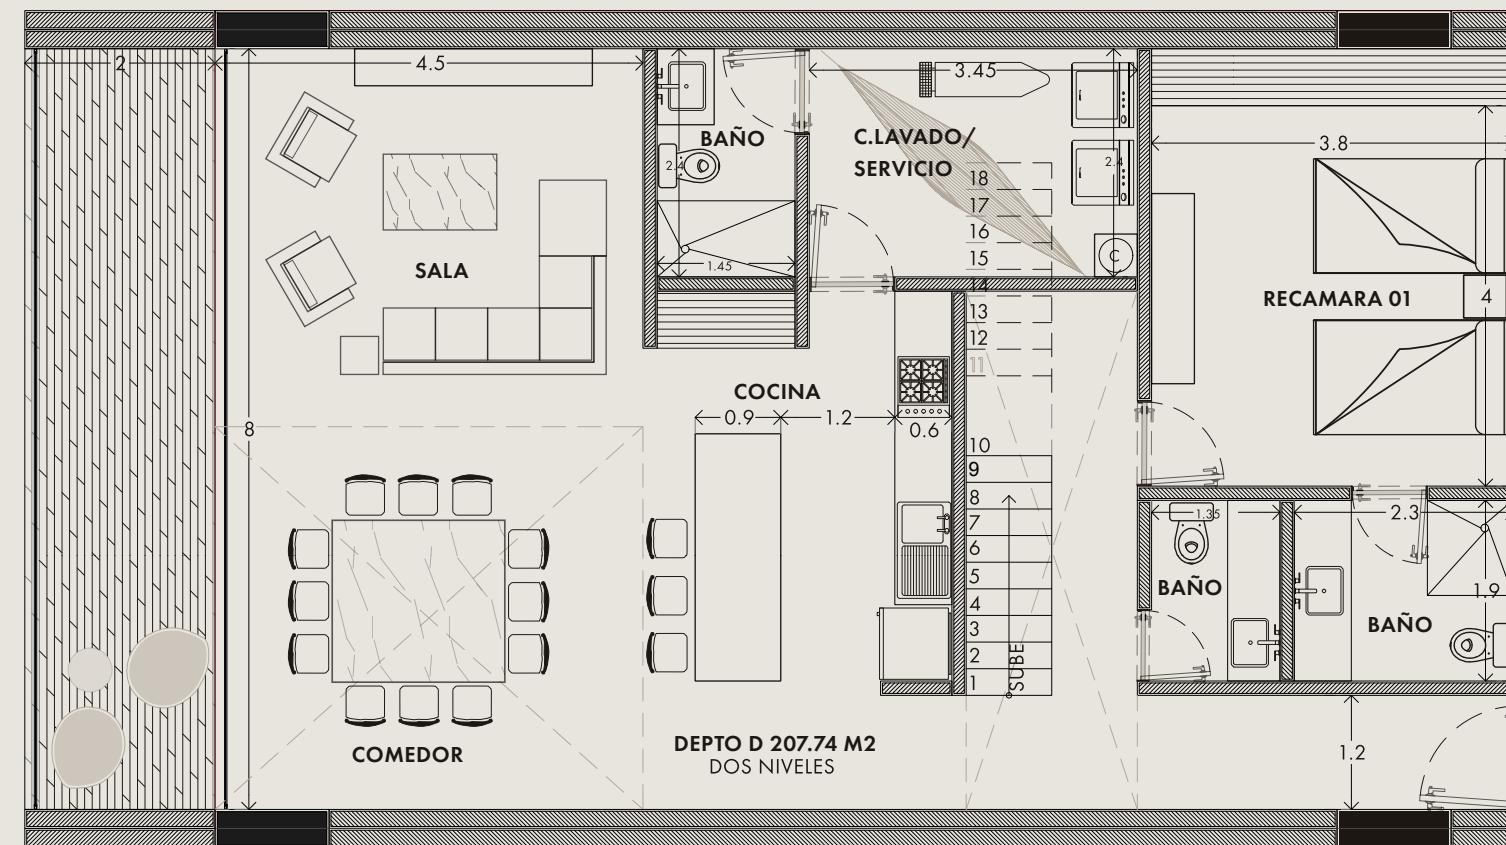 2
4.5
3.45
BAÑO
C.LAVADO/
SERVICIO
2.4
2.4
3.8
18
17
16
15
14
13
12
11
1.45
C
SALA
RECAMARA 01
4
COCINA
0.9
1.2
0.6
8
10
9
8
7
6
5
4
3
2
1
SUBE
1.35
2.3
BAÑO
1.9
BAÑO
COMEDOR
DEPTO D 207.74 M2
DOS NIVELES
1.2